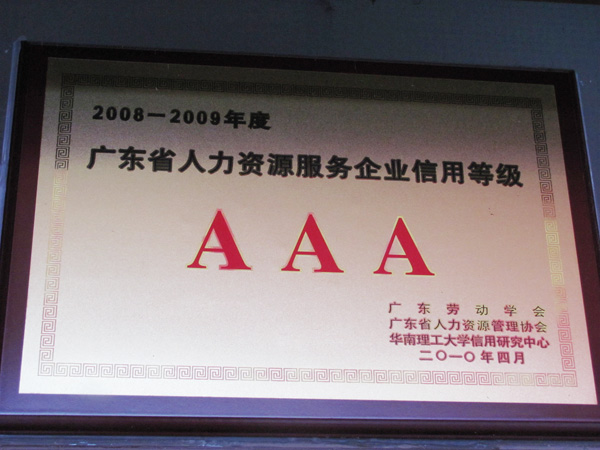 2008－2009年度
广东省人力资源服务企业信用等级
AAA
广东劳动学会
广东省人力资源管理协会
华南理工大学信用研究中心
二〇一〇年四月